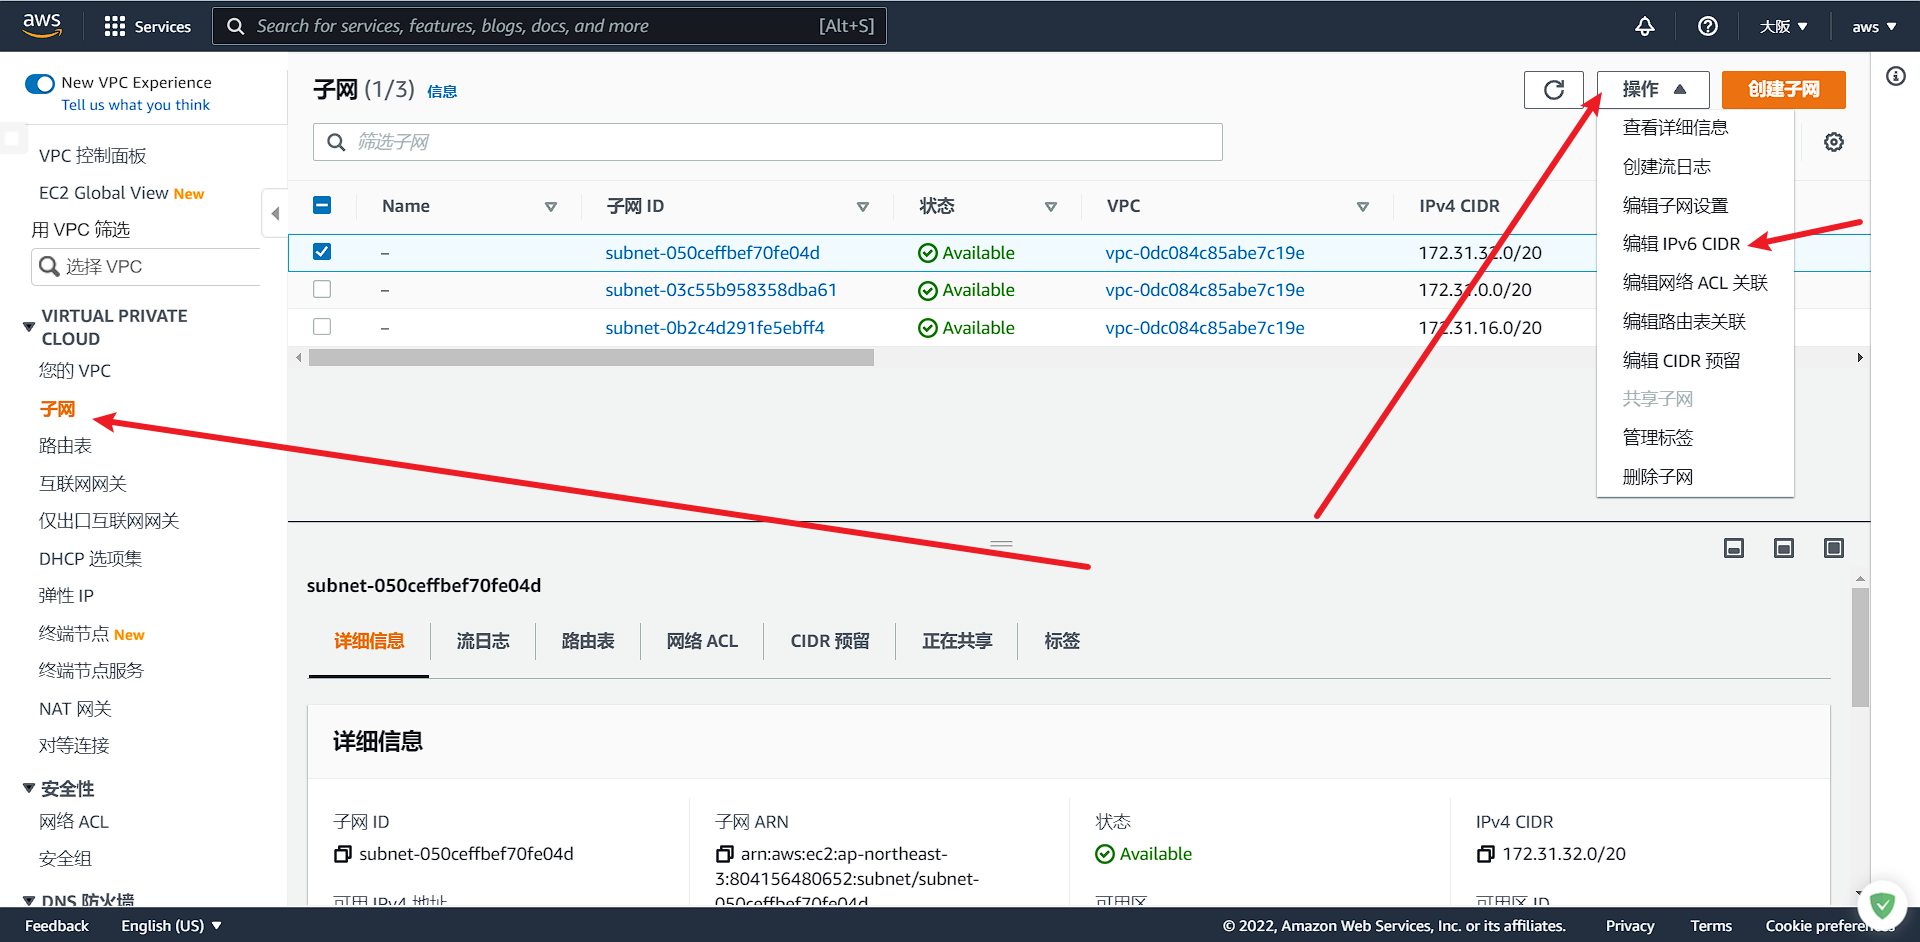 aws
Services
Search for services, features, blogs, docs, and more [Alt+S]
大阪
aws
New VPC Experience
Tell us what you think
VPC 控制面板
EC2 Global View New
用 VPC 筛选
选择 VPC
VIRTUAL PRIVATE
CLOUD
您的 VPC
子网
路由表
互联网网关
仅出口互联网网关
DHCP 选项集
弹性 IP
终端节点 New
终端节点服务
NAT 网关
对等连接
安全性
网络 ACL
安全组
DNS 防火墙
子网 (1/3) 信息
操作
创建子网
筛选子网
查看详细信息
创建流日志
编辑子网设置
编辑 IPv6 CIDR
编辑网络 ACL 关联
编辑路由表关联
编辑 CIDR 预留
共享子网
管理标签
删除子网
Name 子网 ID 状态 VPC IPv4 CIDR
– subnet-050ceffbef70fe04d Available vpc-0dc084c85abe7c19e 172.31.32.0/20
– subnet-03c55b958358dba61 Available vpc-0dc084c85abe7c19e 172.31.0.0/20
– subnet-0b2c4d291fe5ebff4 Available vpc-0dc084c85abe7c19e 172.31.16.0/20
subnet-050ceffbef70fe04d
详细信息 流日志 路由表 网络 ACL CIDR 预留 正在共享 标签
详细信息
子网 ID
subnet-050ceffbef70fe04d
子网 ARN
arn:aws:ec2:ap-northeast-
3:804156480652:subnet/subnet-
050ceffbef70fe04d
状态
Available
IPv4 CIDR
172.31.32.0/20
可用 IPv4 地址
可用区
可用区 ID
Feedback English (US)
© 2022, Amazon Web Services, Inc. or its affiliates. Privacy Terms Cookie preferences